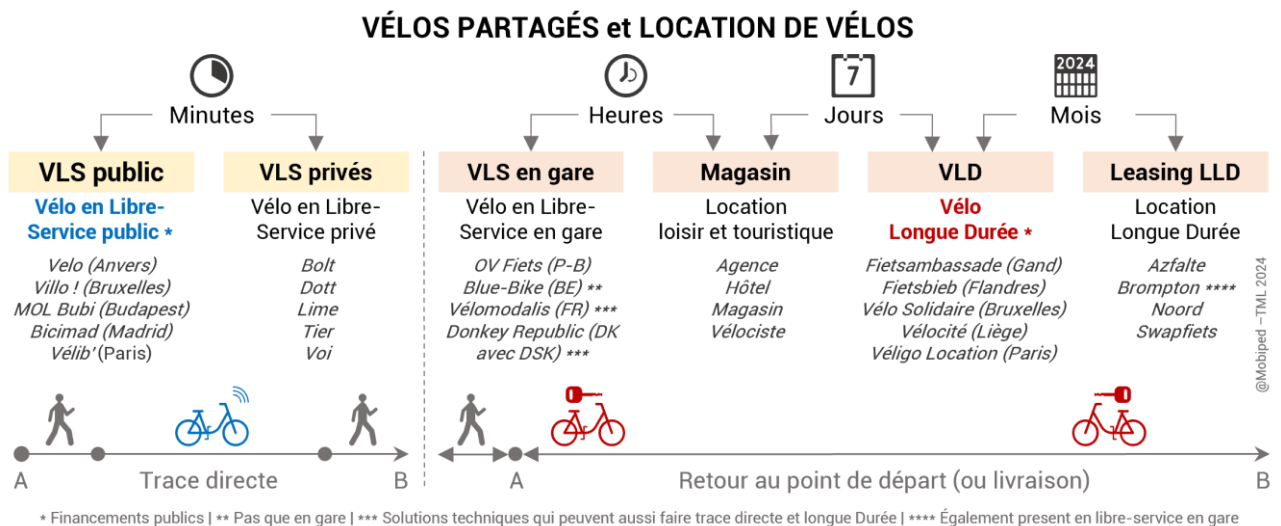 VÉLOS PARTAGÉS et LOCATION DE VÉLOS
Minutes
Heures
7
Jours
2024
Mois
VLS public
Vélo en Libre-
Service public *
Velo (Anvers)
Villo ! (Bruxelles)
MOL Bubi (Budapest)
Bicimad (Madrid)
Vélib’ (Paris)
VLS privés
Vélo en Libre-
Service privé
Bolt
Dott
Lime
Tier
Voi
VLS en gare
Vélo en Libre-
Service en gare
OV Fiets (P-B)
Blue-Bike (BE) **
Vélomodalis (FR) ***
Donkey Republic (DK
avec DSK) ***
Magasin
Location
loisir et touristique
Agence
Hôtel
Magasin
Vélociste
VLD
Vélo
Longue Durée *
Fietsambassade (Gand)
Fietsbieb (Flandres)
Vélo Solidaire (Bruxelles)
Vélocité (Liège)
Véligo Location (Paris)
Leasing LLD
Location
Longue Durée
Azfalte
Brompton ****
Noord
Swapfiets
@Mobiped –TML 2024
A
Trace directe
B
A
Retour au point de départ (ou livraison)
B
* Financements publics | ** Pas que en gare | *** Solutions techniques qui peuvent aussi faire trace directe et longue Durée | **** Également present en libre-service en gare